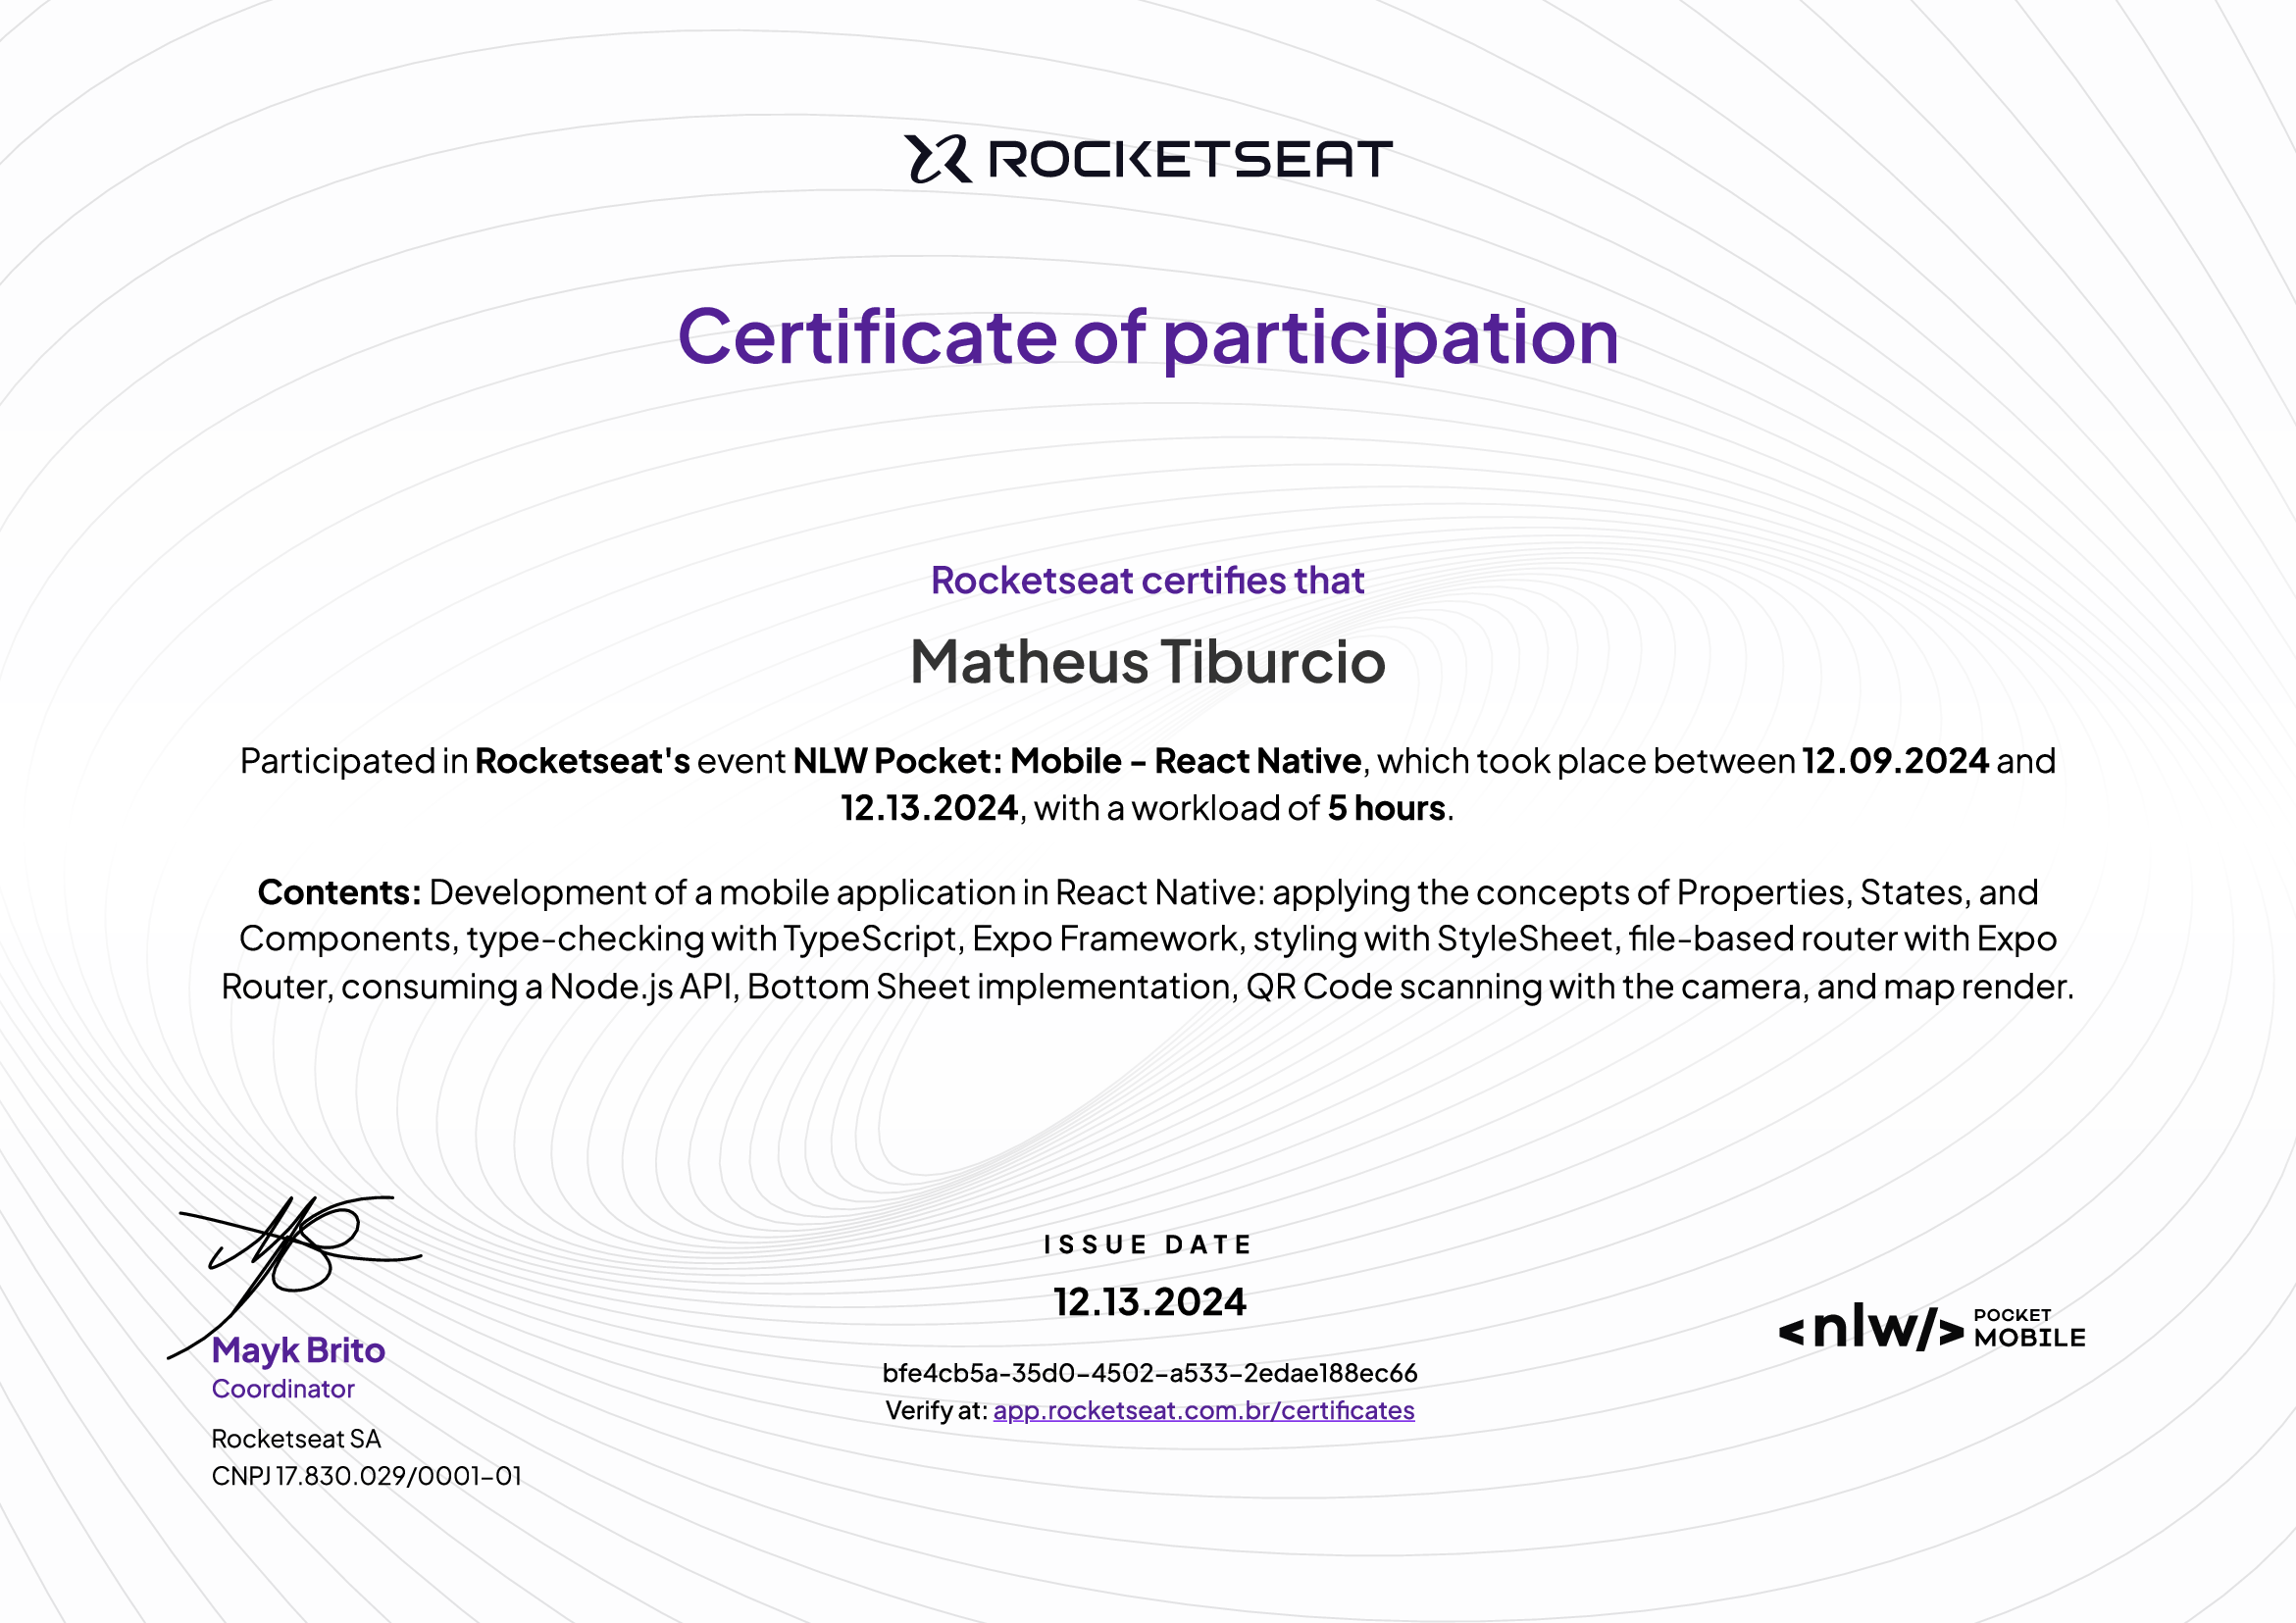 ROCKETSEAT
Certificate of participation
Rocketseat certifies that
Matheus Tiburcio
Participated in Rocketseat's event NLW Pocket: Mobile - React Native, which took place between 12.09.2024 and
12.13.2024, with a workload of 5 hours.
Contents: Development of a mobile application in React Native: applying the concepts of Properties, States, and
Components, type-checking with TypeScript, Expo Framework, styling with StyleSheet, file-based router with Expo
Router, consuming a Node.js API, Bottom Sheet implementation, QR Code scanning with the camera, and map render.
Mayk Brito
Coordinator
Rocketseat SA
CNPJ 17.830.029/0001-01
ISSUE DATE
12.13.2024
bfe4cb5a-35d0-4502-a533-2edae188ec66
Verify at: app.rocketseat.com.br/certificates
<nlw/> POCKET
MOBILE